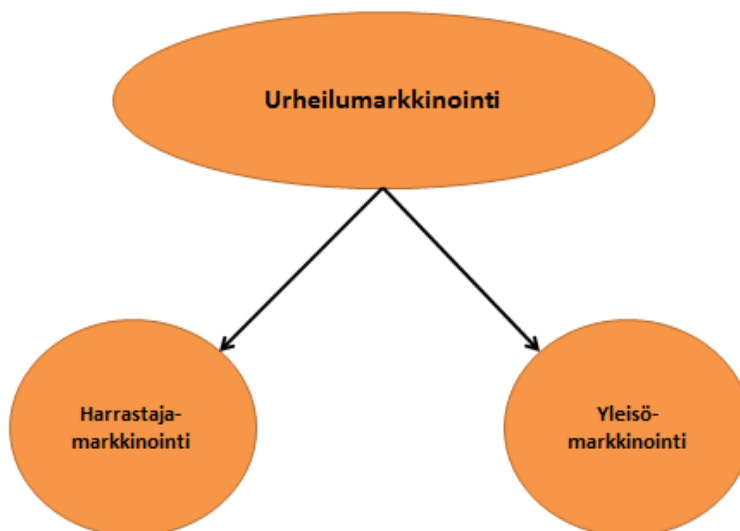 Urheilumarkkinointi
Harrastaja-
markkinointi
Yleisö-
markkinointi